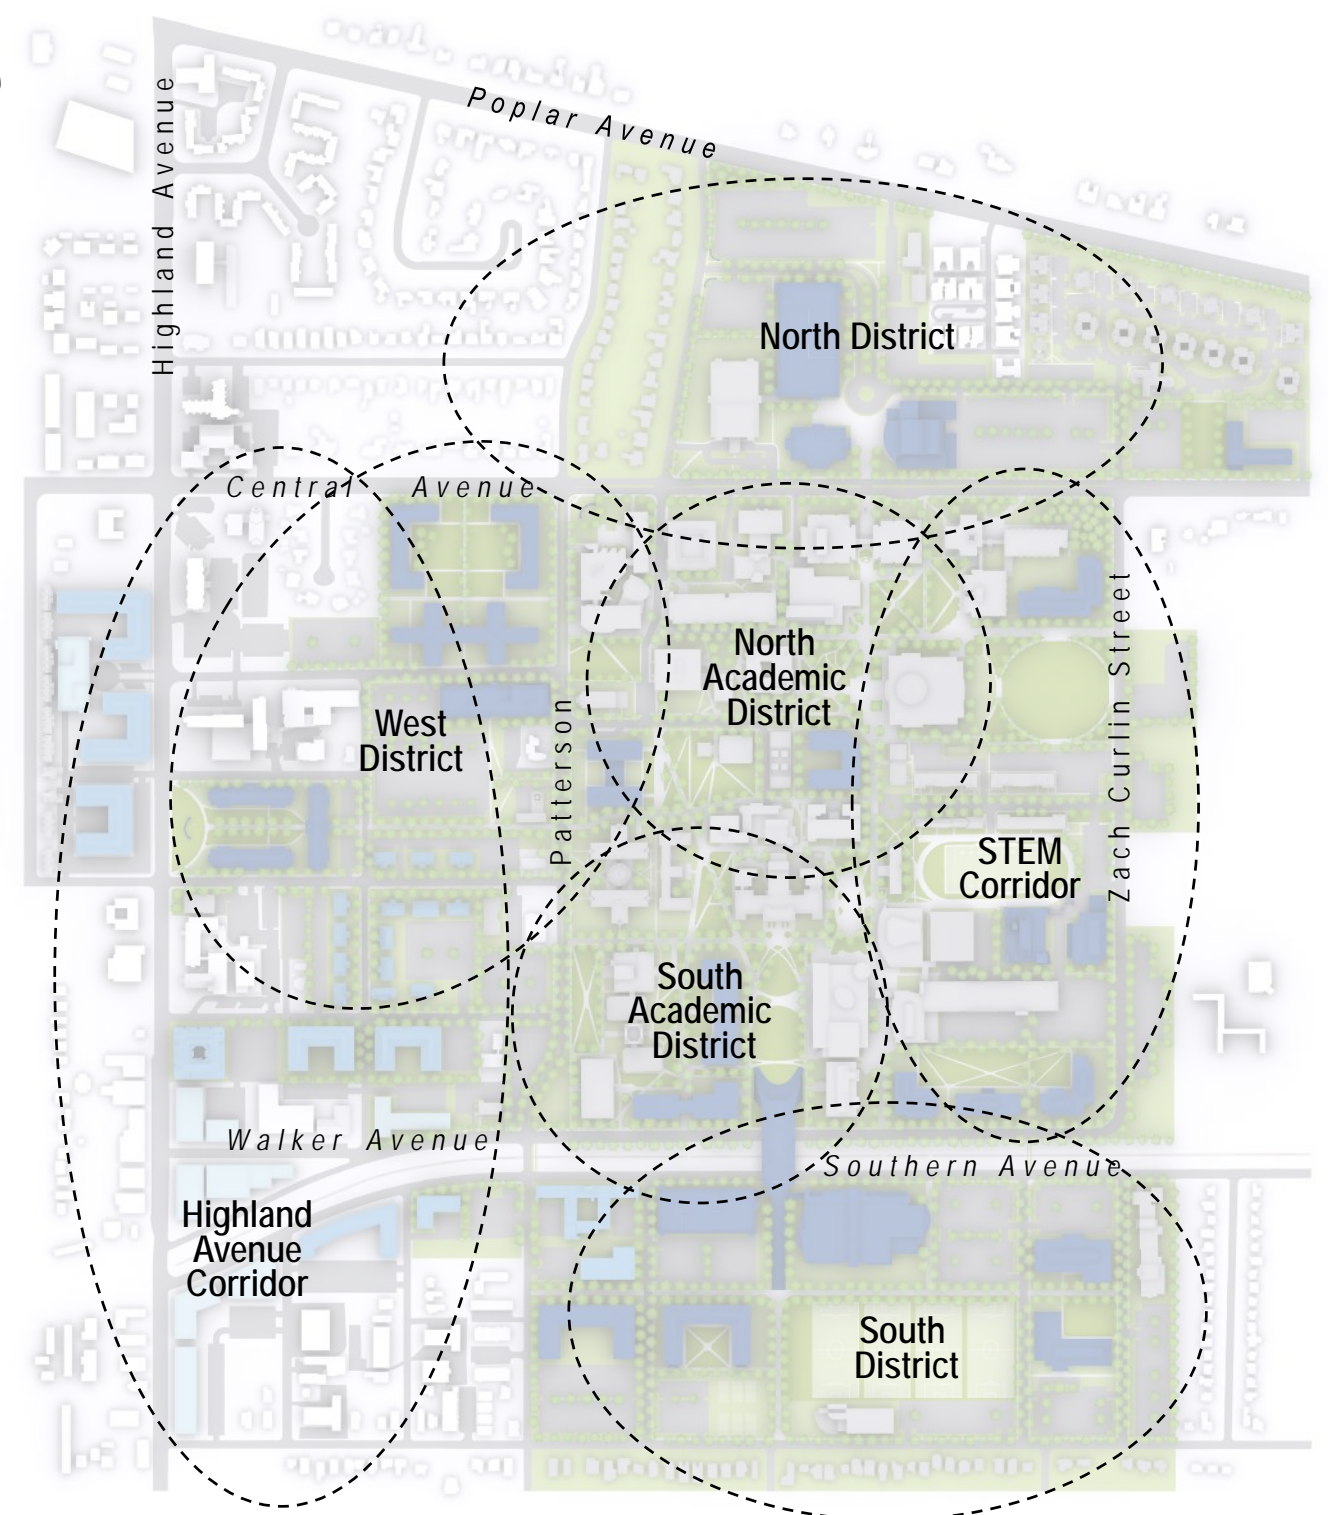 Poplar Avenue
Highland Avenue
North District
Central Avenue
North
Academic
District
Zach Curlin Street
West
District
Patterson
STEM
Corridor
South
Academic
District
Walker Avenue
Southern Avenue
Highland
Avenue
Corridor
South
District